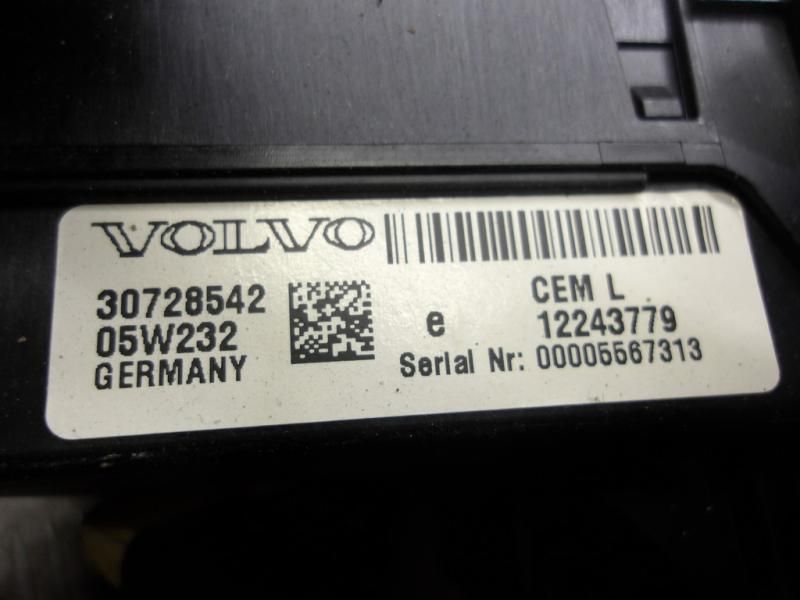 VOLVO
30728542
05W232
GERMANY
CEM L
e 12243779
Serial Nr: 00005567313